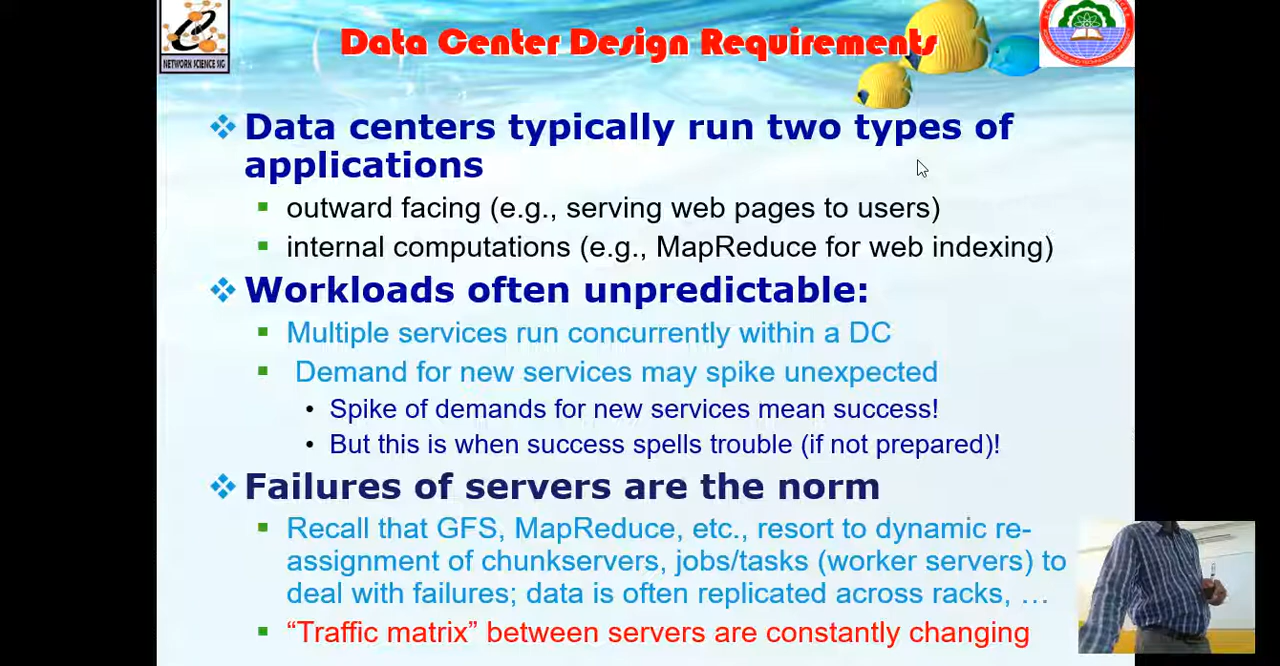 NETWORK SCIENCE SIG
Data Center Design Requirements
Data centers typically run two types of
applications
outward facing (e.g., serving web pages to users)
internal computations (e.g., MapReduce for web indexing)
Workloads often unpredictable:
Multiple services run concurrently within a DC
Demand for new services may spike unexpected
Spike of demands for new services mean success!
But this is when success spells trouble (if not prepared)!
Failures of servers are the norm
Recall that GFS, MapReduce, etc., resort to dynamic re-
assignment of chunkservers, jobs/tasks (worker servers) to
deal with failures; data is often replicated across racks, …
“Traffic matrix” between servers are constantly changing